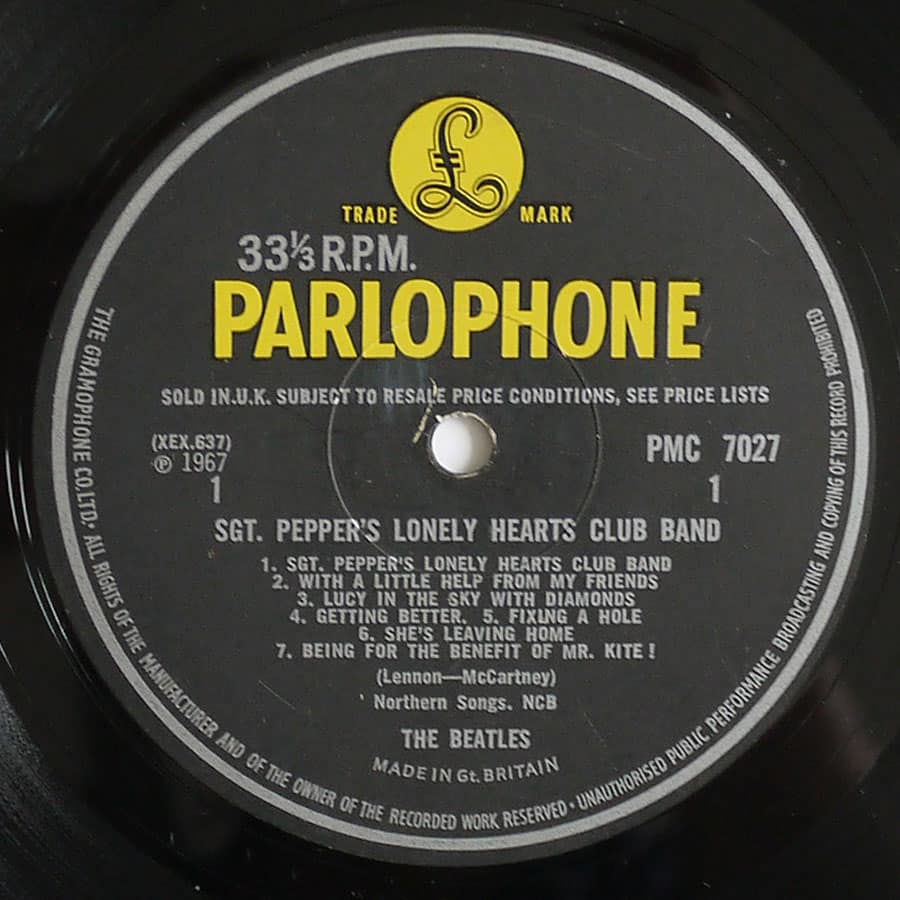 £
TRADE MARK
33⅓ R.P.M.
PARLOPHONE
SOLD IN U.K. SUBJECT TO RESALE PRICE CONDITIONS, SEE PRICE LISTS
(XEX.637)
℗ 1967
1
PMC 7027
1
SGT. PEPPER'S LONELY HEARTS CLUB BAND
1. SGT. PEPPER'S LONELY HEARTS CLUB BAND
2. WITH A LITTLE HELP FROM MY FRIENDS
3. LUCY IN THE SKY WITH DIAMONDS
4. GETTING BETTER. 5. FIXING A HOLE
6. SHE'S LEAVING HOME
7. BEING FOR THE BENEFIT OF MR. KITE!
(Lennon—McCartney)
Northern Songs. NCB
THE BEATLES
MADE IN Gt. BRITAIN
THE GRAMOPHONE CO. LTD. • ALL RIGHTS OF THE MANUFACTURER AND OF THE OWNER OF THE RECORDED WORK RESERVED • UNAUTHORISED PUBLIC PERFORMANCE BROADCASTING AND COPYING OF THIS RECORD PROHIBITED